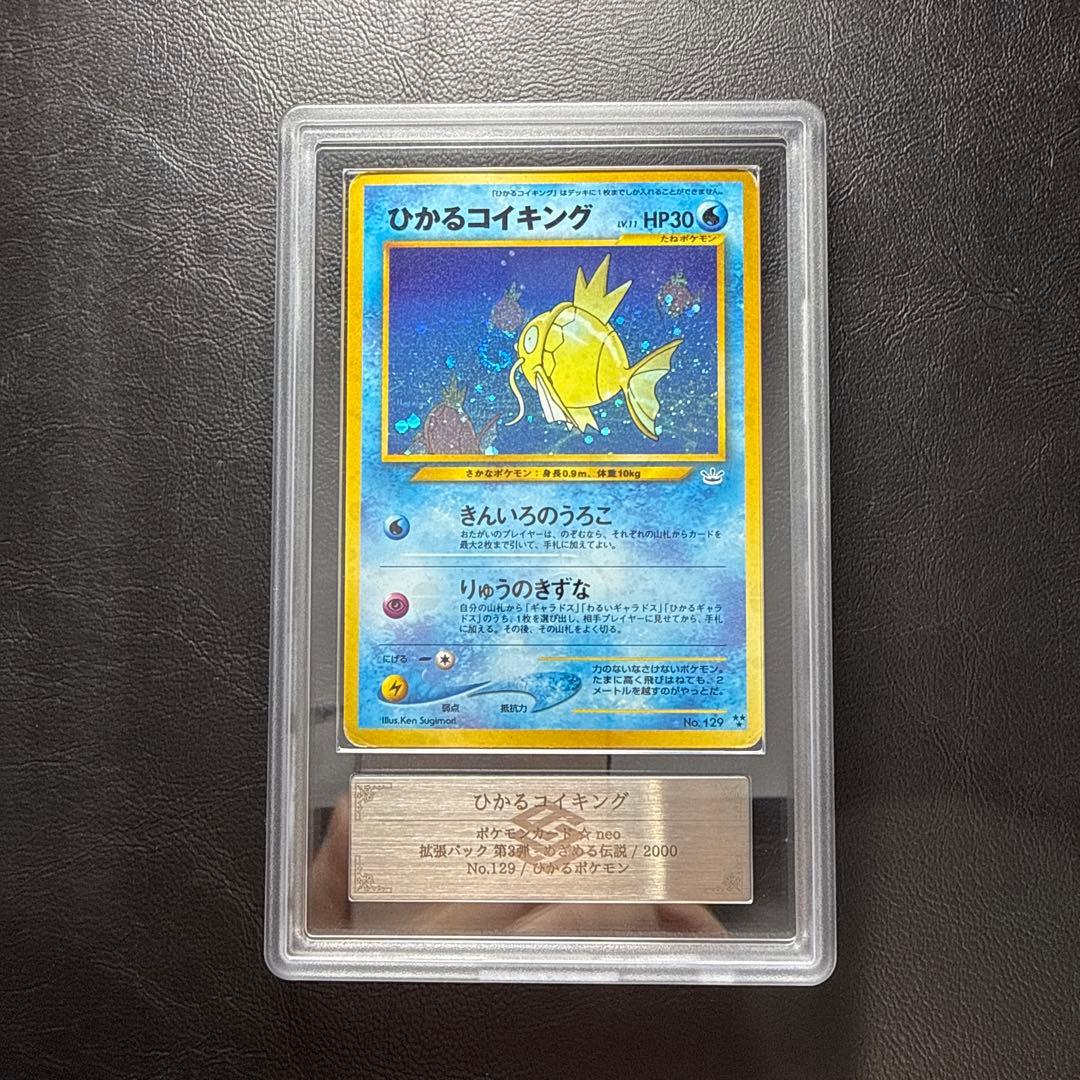 「ひかるコイキング」はデッキに1枚までしか入れることができません。
ひかるコイキング LV.11 HP30
たねポケモン
さかなポケモン：身長0.9m、体重10kg
きんいろのうろこ
おたがいのプレイヤーは、のぞむなら、それぞれの山札からカードを
最大2枚まで引いて、手札に加えてよい。
りゅうのきずな
自分の山札から「ギャラドス」「わるいギャラドス」「ひかるギャラ
ドス」のうち、1枚を選び出し、相手プレイヤーに見せてから、手札
に加える。その後、その山札をよく切る。
にげる
弱点 抵抗力
力のないなさけないポケモン。
たまに高く飛びはねても、2
メートルを越すのがやっとだ。
Illus.Ken Sugimori
No.129
ひかるコイキング
ポケモンカード☆neo
拡張パック 第3弾 - めざめる伝説 / 2000
No.129 / ひかるポケモン